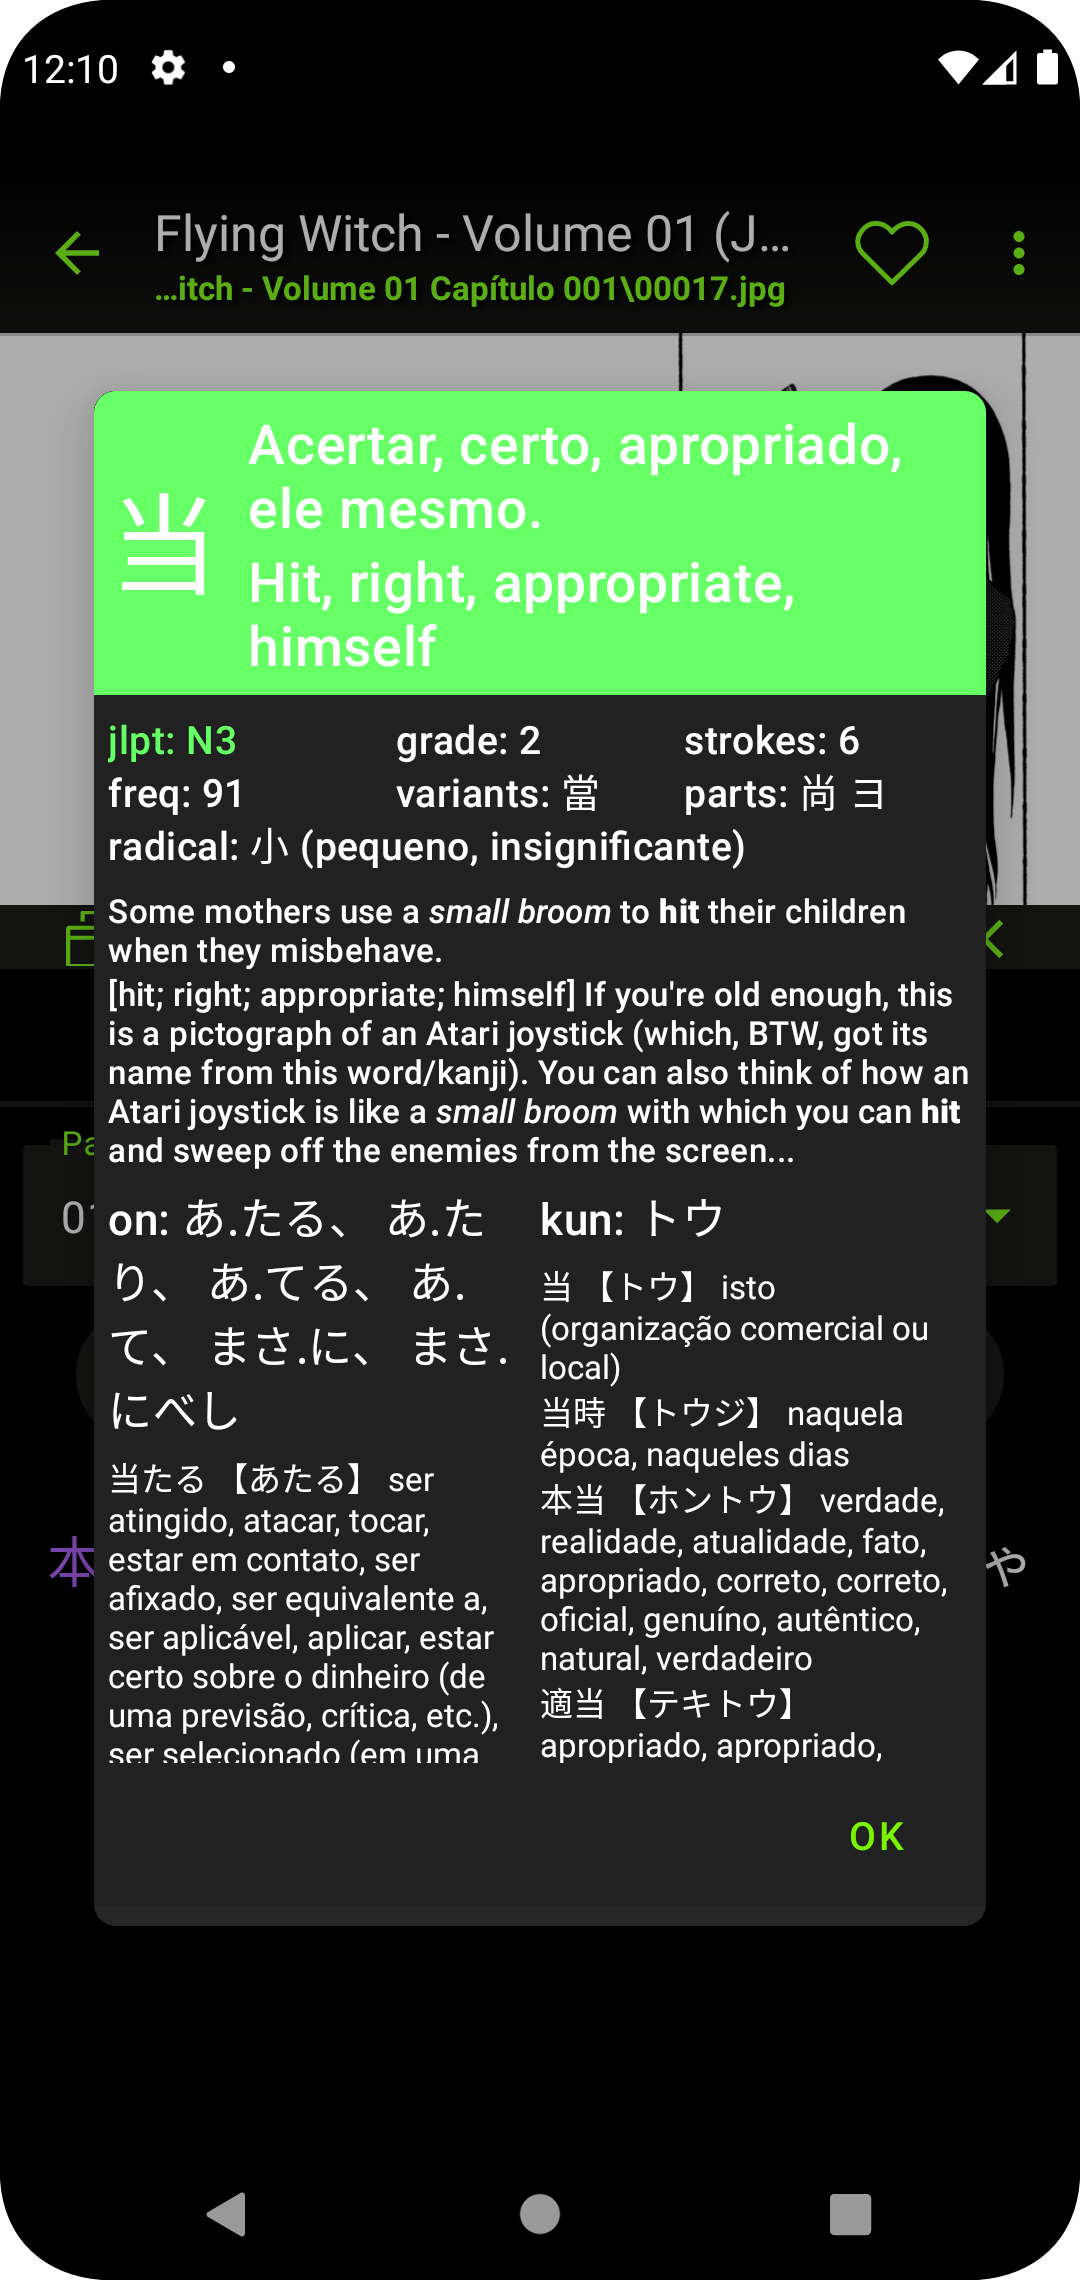 12:10
Flying Witch - Volume 01 (J...
...itch - Volume 01 Capítulo 001\00017.jpg
当
Acertar, certo, apropriado,
ele mesmo.
Hit, right, appropriate,
himself
jlpt: N3 grade: 2 strokes: 6
freq: 91 variants: 當 parts: 尚 ヨ
radical: 小 (pequeno, insignificante)
Some mothers use a small broom to hit their children
when they misbehave.
[hit; right; appropriate; himself] If you're old enough, this
is a pictograph of an Atari joystick (which, BTW, got its
name from this word/kanji). You can also think of how an
Atari joystick is like a small broom with which you can hit
and sweep off the enemies from the screen...
on: あ.たる、 あ.た
り、 あ.てる、 あ.
て、 まさ.に、 まさ.
にべし
当たる 【あたる】 ser
atingido, atacar, tocar,
estar em contato, ser
afixado, ser equivalente a,
ser aplicável, aplicar, estar
certo sobre o dinheiro (de
uma previsão, crítica, etc.),
ser selecionado (em uma
kun: トウ
当 【トウ】 isto
(organização comercial ou
local)
当時 【トウジ】 naquela
época, naqueles dias
本当 【ホントウ】 verdade,
realidade, atualidade, fato,
apropriado, correto, correto,
oficial, genuíno, autêntico,
natural, verdadeiro
適当 【テキトウ】
apropriado, apropriado,
OK
Pa
01
本
や